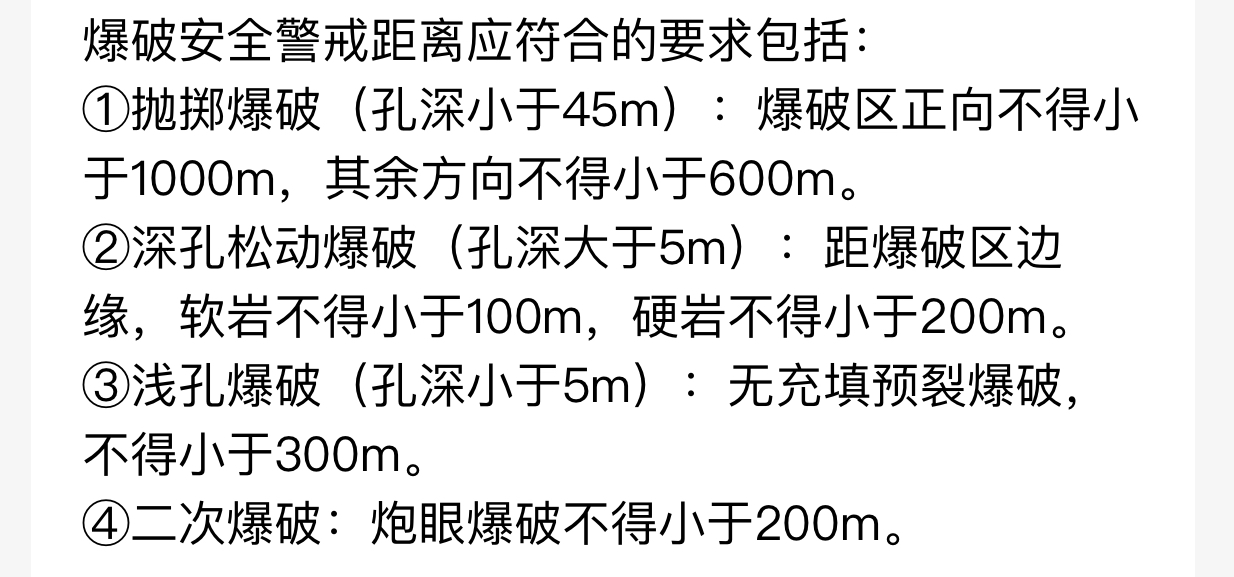 爆破安全警戒距离应符合的要求包括：
①抛掷爆破（孔深小于45m）：爆破区正向不得小
于1000m，其余方向不得小于600m。
②深孔松动爆破（孔深大于5m）：距爆破区边
缘，软岩不得小于100m，硬岩不得小于200m。
③浅孔爆破（孔深小于5m）：无充填预裂爆破，
不得小于300m。
④二次爆破：炮眼爆破不得小于200m。